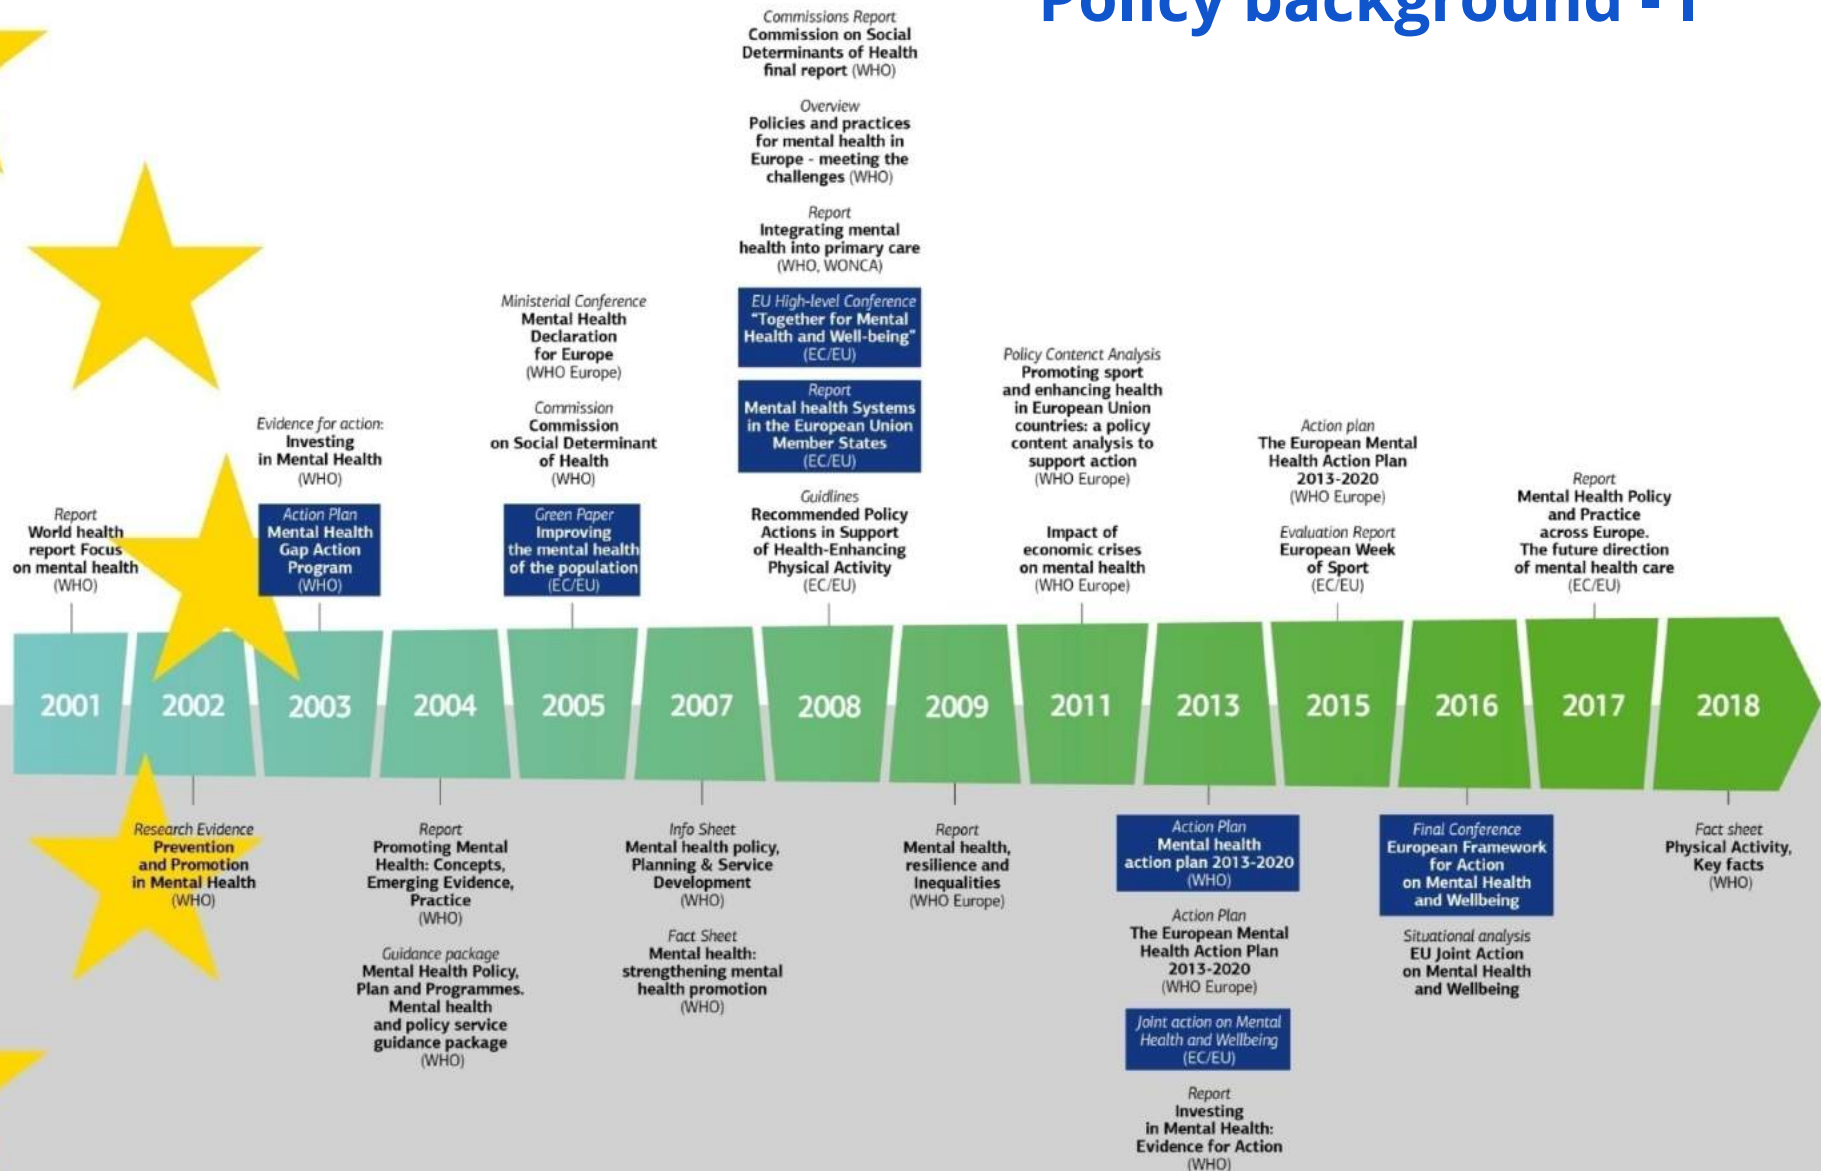 Policy background - I
Commissions Report
Commission on Social
Determinants of Health
final report (WHO)
Overview
Policies and practices
for mental health in
Europe - meeting the
challenges (WHO)
Report
Integrating mental
health into primary care
(WHO, WONCA)
EU High-level Conference
"Together for Mental
Health and Well-being"
(EC/EU)
Report
Mental health Systems
in the European Union
Member States
(EC/EU)
Guidlines
Recommended Policy
Actions in Support
of Health-Enhancing
Physical Activity
(EC/EU)
Ministerial Conference
Mental Health
Declaration
for Europe
(WHO Europe)
Commission
Commission
on Social Determinant
of Health
(WHO)
Green Paper
Improving
the mental health
of the population
(EC/EU)
Evidence for action:
Investing
in Mental Health
(WHO)
Action Plan
Mental Health
Gap Action
Program
(WHO)
Report
World health
report Focus
on mental health
(WHO)
Policy Contenct Analysis
Promoting sport
and enhancing health
in European Union
countries: a policy
content analysis to
support action
(WHO Europe)
Impact of
economic crises
on mental health
(WHO Europe)
Action plan
The European Mental
Health Action Plan
2013-2020
(WHO Europe)
Evaluation Report
European Week
of Sport
(EC/EU)
Report
Mental Health Policy
and Practice
across Europe.
The future direction
of mental health care
(EC/EU)
2001 2002 2003 2004 2005 2007 2008 2009 2011 2013 2015 2016 2017 2018
Research Evidence
Prevention
and Promotion
in Mental Health
(WHO)
Report
Promoting Mental
Health: Concepts,
Emerging Evidence,
Practice
(WHO)
Guidance package
Mental Health Policy,
Plan and Programmes.
Mental health
and policy service
guidance package
(WHO)
Info Sheet
Mental health policy,
Planning & Service
Development
(WHO)
Fact Sheet
Mental health:
strengthening mental
health promotion
(WHO)
Report
Mental health,
resilience and
Inequalities
(WHO Europe)
Action Plan
Mental health
action plan 2013-2020
(WHO)
Action Plan
The European Mental
Health Action Plan
2013-2020
(WHO Europe)
Joint action on Mental
Health and Wellbeing
(EC/EU)
Report
Investing
in Mental Health:
Evidence for Action
(WHO)
Final Conference
European Framework
for Action
on Mental Health
and Wellbeing
Situational analysis
EU Joint Action
on Mental Health
and Wellbeing
Fact sheet
Physical Activity,
Key facts
(WHO)